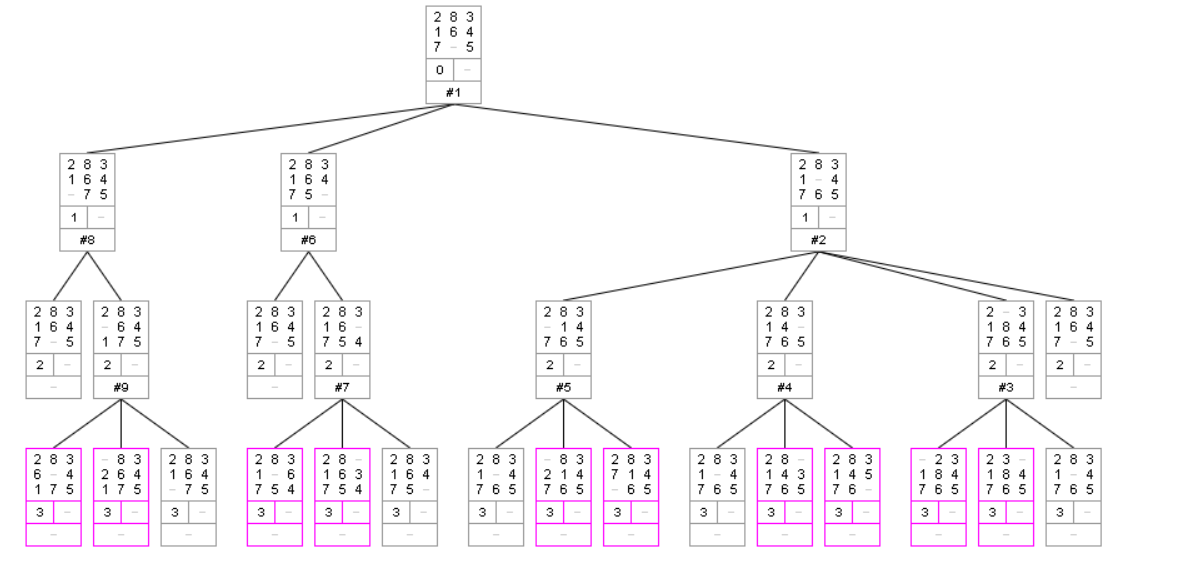 2 8 3
1 6 4
7 – 5
0 –
#1
2 8 3
1 6 4
– 7 5
1 –
#8
2 8 3
1 6 4
7 5 –
1 –
#6
2 8 3
1 – 4
7 6 5
1 –
#2
2 8 3
1 6 4
7 – 5
2 –
–
2 8 3
– 6 4
1 7 5
2 –
#9
2 8 3
1 6 4
7 – 5
2 –
–
2 8 3
1 6 –
7 5 4
2 –
#7
2 8 3
– 1 4
7 6 5
2 –
#5
2 8 3
1 4 –
7 6 5
2 –
#4
2 – 3
1 8 4
7 6 5
2 –
#3
2 8 3
1 6 4
7 – 5
2 –
–
2 8 3
6 – 4
1 7 5
3 –
–
– 8 3
2 6 4
1 7 5
3 –
–
2 8 3
1 6 4
– 7 5
3 –
–
2 8 3
1 – 6
7 5 4
3 –
–
2 8 –
1 6 3
7 5 4
3 –
–
2 8 3
1 6 4
7 5 –
3 –
–
2 8 3
1 – 4
7 6 5
3 –
–
– 8 3
2 1 4
7 6 5
3 –
–
2 8 3
7 1 4
– 6 5
3 –
–
2 8 3
1 – 4
7 6 5
3 –
–
2 8 –
1 4 3
7 6 5
3 –
–
2 8 3
1 4 5
7 6 –
3 –
–
– 2 3
1 8 4
7 6 5
3 –
–
2 3 –
1 8 4
7 6 5
3 –
–
2 8 3
1 – 4
7 6 5
3 –
–